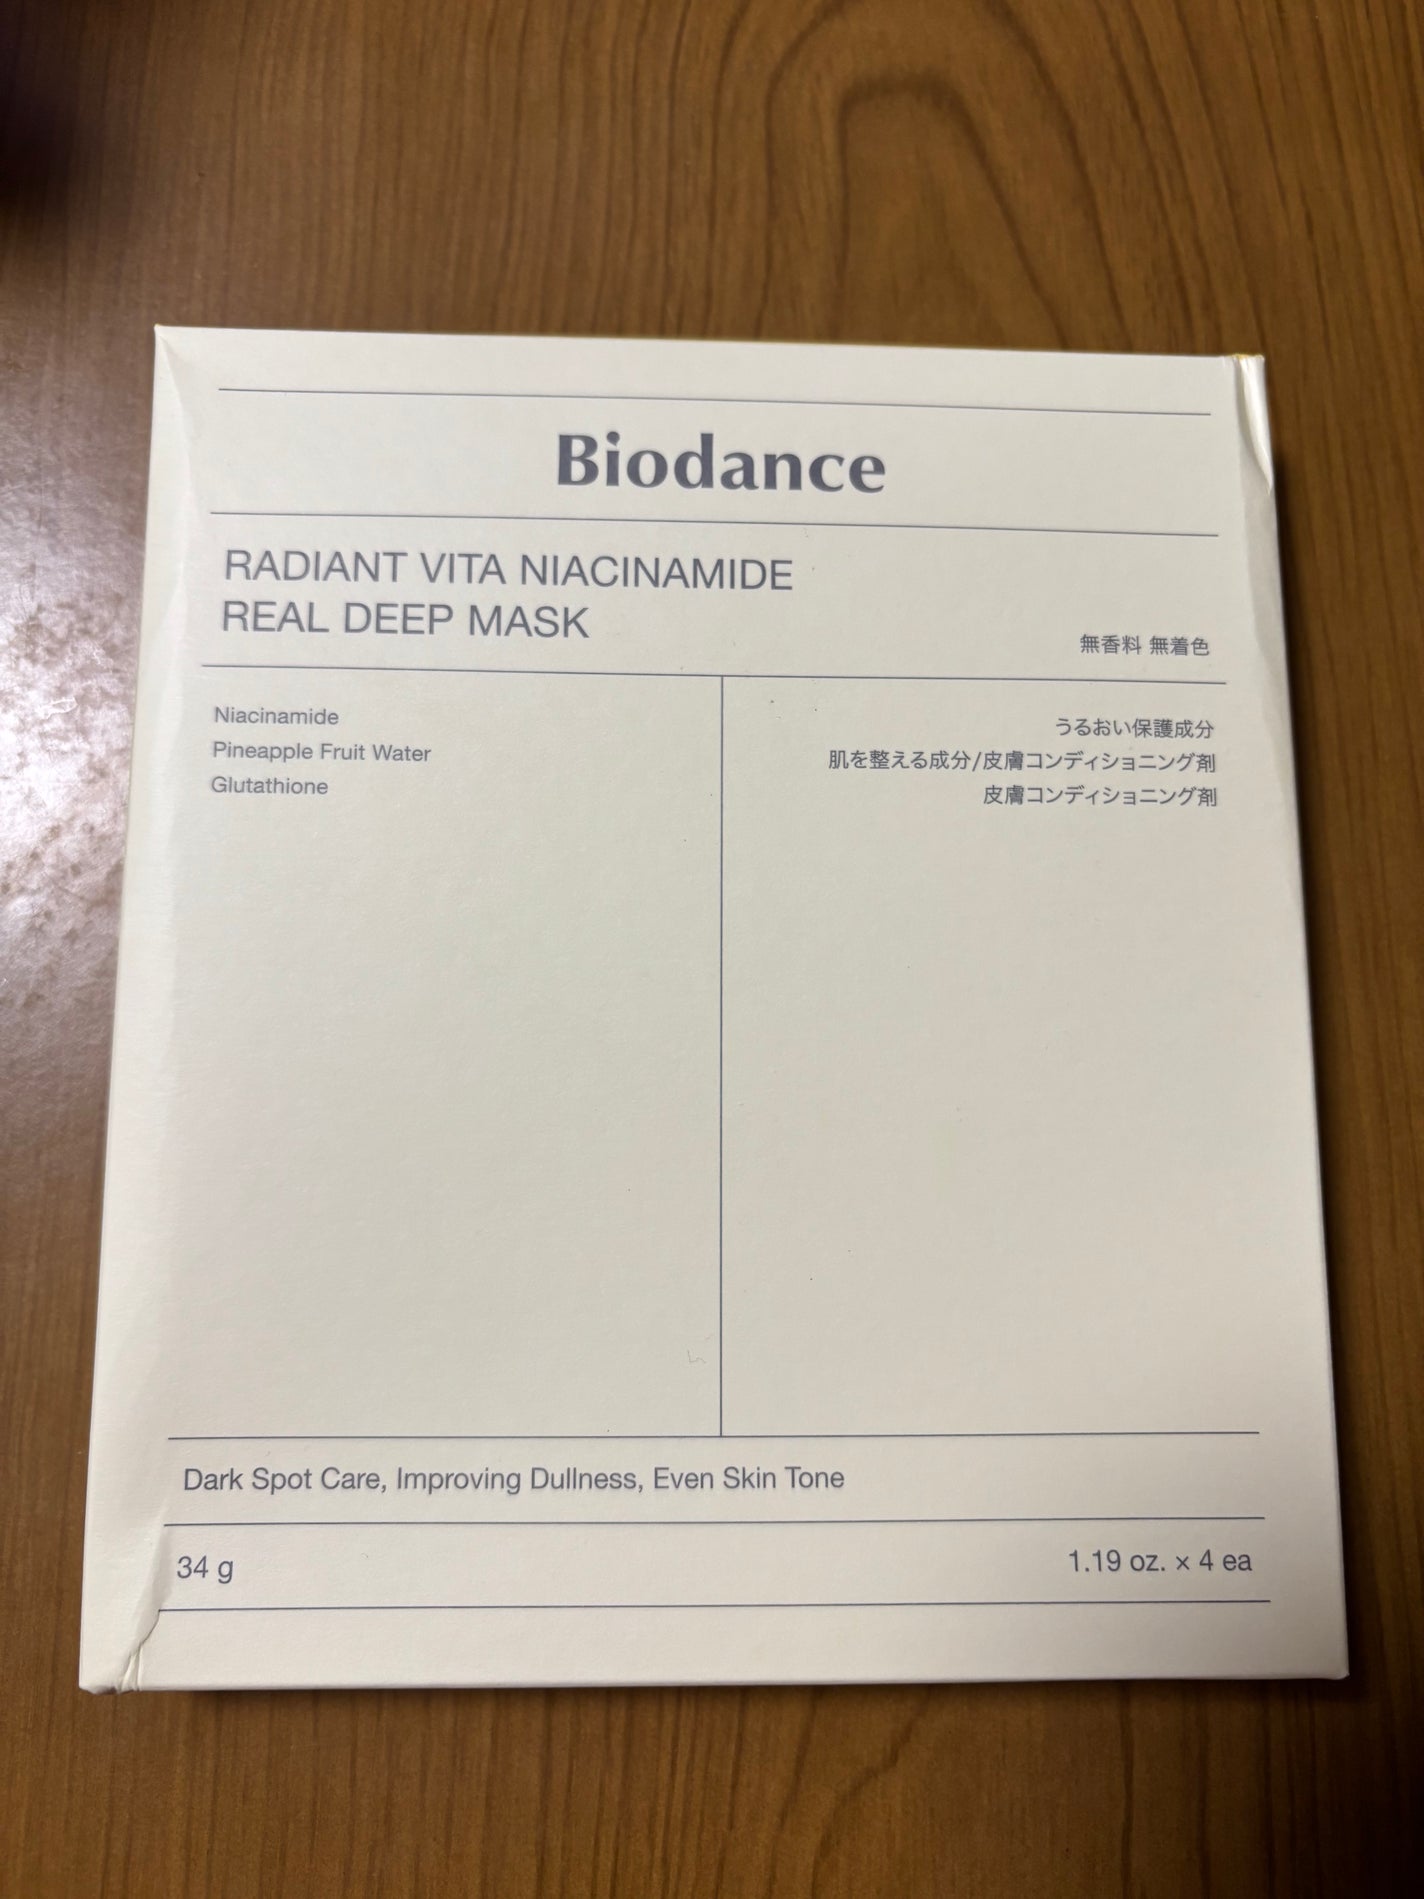 Biodance
RADIANT VITA NIACINAMIDE
REAL DEEP MASK
無香料 無着色
Niacinamide
Pineapple Fruit Water
Glutathione
うるおい保護成分
肌を整える成分/皮膚コンディショニング剤
皮膚コンディショニング剤
Dark Spot Care, Improving Dullness, Even Skin Tone
34 g
1.19 oz. × 4 ea